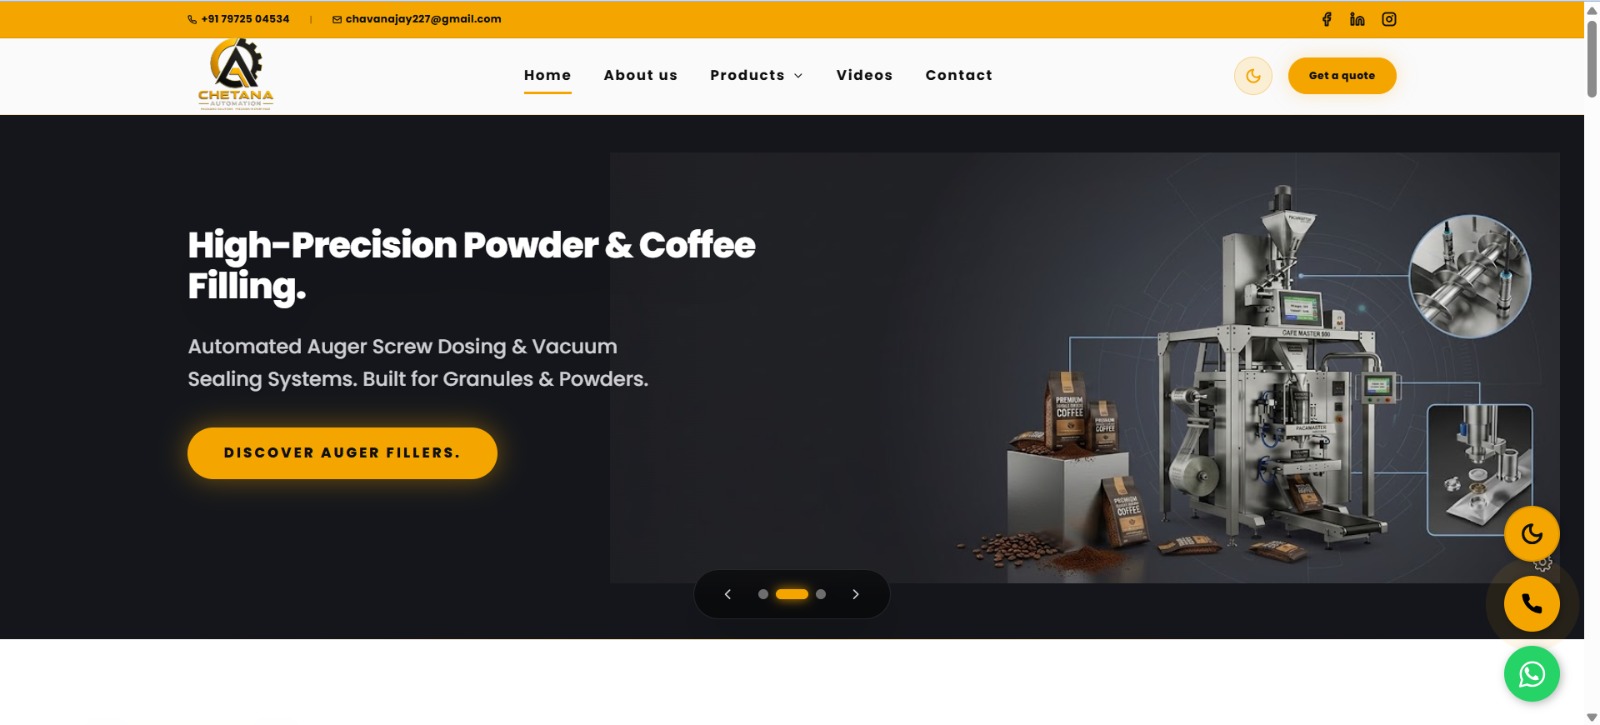 +91 79725 04534 | chavanajay227@gmail.com
CHETANA
AUTOMATION
Home About us Products Videos Contact
Get a quote
High-Precision Powder & Coffee
Filling.
Automated Auger Screw Dosing & Vacuum
Sealing Systems. Built for Granules & Powders.
DISCOVER AUGER FILLERS.
CAFE MASTER 500
PREMIUM
COFFEE
COFFEE
PREMIUM
COFFEE